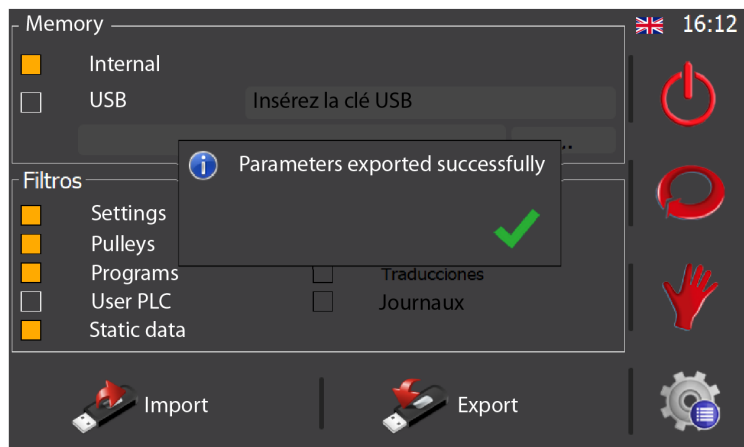 Memory
16:12
Internal
USB
Insérez la clé USB
..
Parameters exported successfully
Filtros
Settings
Pulleys
Programs
Traducciones
User PLC
Journaux
Static data
Import
Export